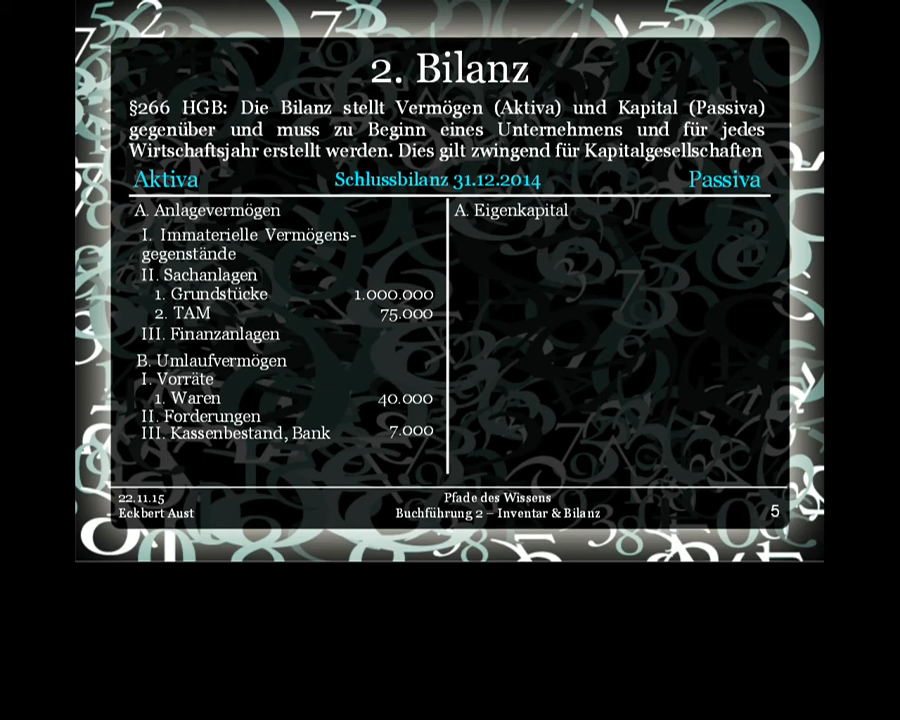 2. Bilanz
§266 HGB: Die Bilanz stellt Vermögen (Aktiva) und Kapital (Passiva)
gegenüber und muss zu Beginn eines Unternehmens und für jedes
Wirtschaftsjahr erstellt werden. Dies gilt zwingend für Kapitalgesellschaften
Aktiva Schlussbilanz 31.12.2014 Passiva
A. Anlagevermögen
I. Immaterielle Vermögens-
gegenstände
II. Sachanlagen
1. Grundstücke 1.000.000
2. TAM 75.000
III. Finanzanlagen
B. Umlaufvermögen
I. Vorräte
1. Waren 40.000
II. Forderungen
III. Kassenbestand, Bank 7.000
A. Eigenkapital
22.11.15
Eckbert Aust
Pfade des Wissens
Buchführung 2 – Inventar & Bilanz
5